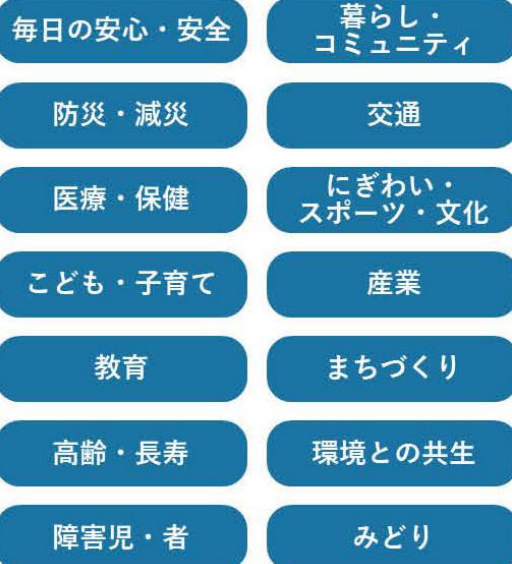 毎日の安心・安全
暮らし・
コミュニティ
防災・減災
交通
医療・保健
にぎわい・
スポーツ・文化
こども・子育て
産業
教育
まちづくり
高齢・長寿
環境との共生
障害児・者
みどり